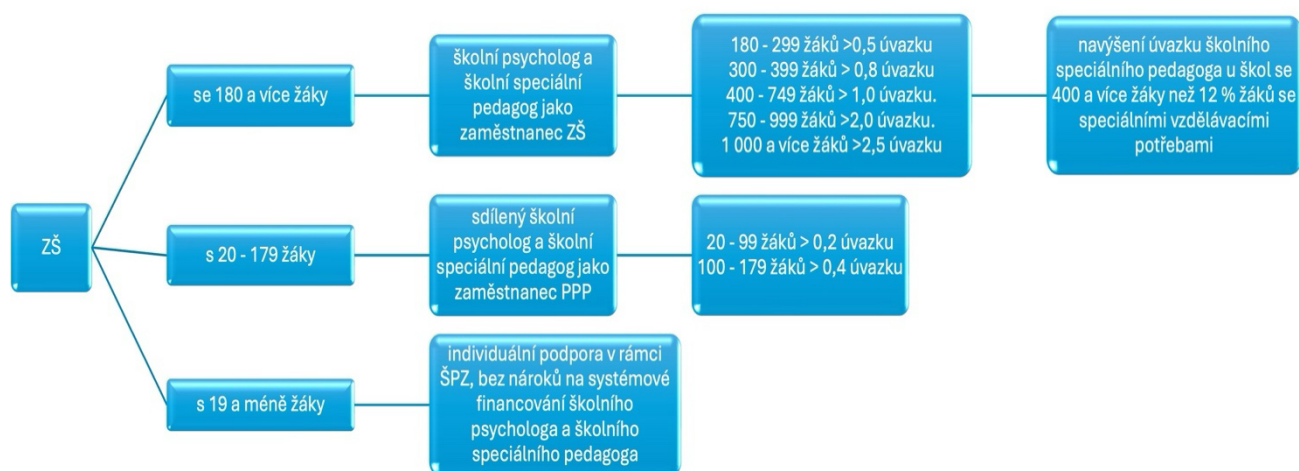 ZŠ
se 180 a více žáky
školní psycholog a
školní speciální
pedagog jako
zaměstnanec ZŠ
180 - 299 žáků >0,5 úvazku
300 - 399 žáků > 0,8 úvazku
400 - 749 žáků > 1,0 úvazku.
750 - 999 žáků >2,0 úvazku.
1 000 a více žáků >2,5 úvazku
navýšení úvazku školního
speciálního pedagoga u škol se
400 a více žáky než 12 % žáků se
speciálními vzdělávacími
potřebami
s 20 - 179 žáky
sdílený školní
psycholog a školní
speciální pedagog jako
zaměstnanec PPP
20 - 99 žáků > 0,2 úvazku
100 - 179 žáků > 0,4 úvazku
s 19 a méně žáky
individuální podpora v rámci
ŠPZ, bez nároků na systémové
financování školního
psychologa a školního
speciálního pedagoga